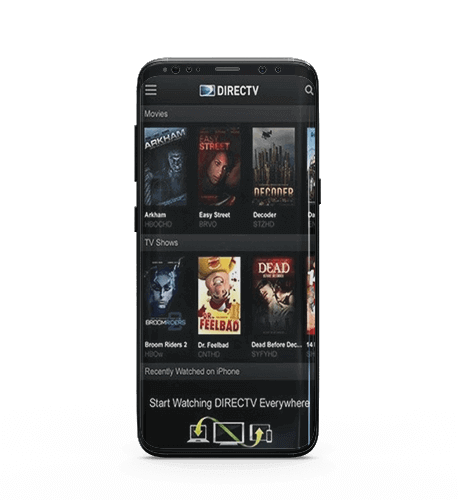 DIRECTV
Movies
ARKHAM
EASY
STREET
DECODER
Arkham
Easy Street
Decoder
Da
HBOCHD
BRVO
STZHD
TV Shows
BROOMRIDERS
DR.
FEELBAD
DEAD
Broom Riders 2
Dr. Feelbad
Dead Before Dec...
14
HBOw
CNTHD
SYFYHD
Recently Watched on iPhone
Start Watching DIRECTV Everywhere